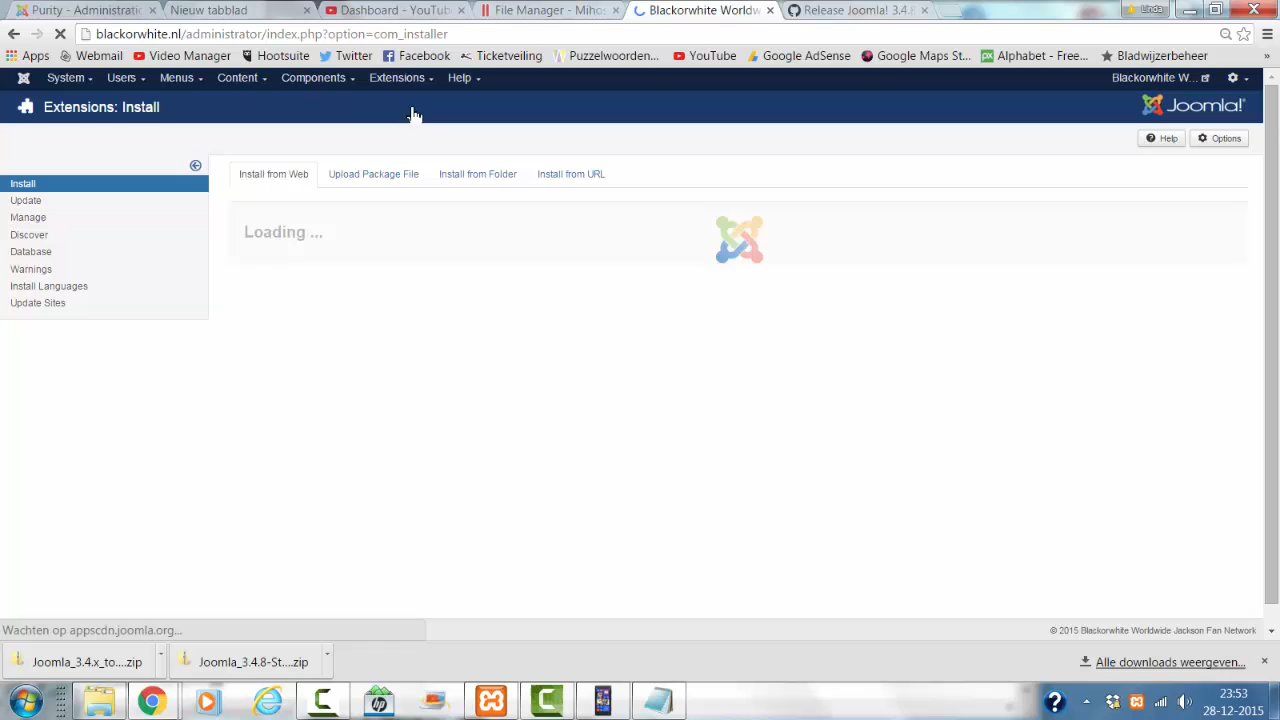 Purity - Administratio
Nieuw tabblad
Dashboard - YouTub
File Manager - Mihos
Blackorwhite Worldw
Release Joomla! 3.4.8
Linda
blackorwhite.nl/administrator/index.php?option=com_installer
Apps
Webmail
Video Manager
Hootsuite
Twitter
Facebook
Ticketveiling
Puzzelwoorden...
YouTube
Google AdSense
Google Maps St...
Alphabet - Free...
Bladwijzerbeheer
»
System
Users
Menus
Content
Components
Extensions
Help
Blackorwhite W...
Extensions: Install
Joomla!
Help
Options
Install from Web
Upload Package File
Install from Folder
Install from URL
Install
Update
Manage
Discover
Database
Warnings
Install Languages
Update Sites
Loading ...
Wachten op appscdn.joomla.org...
© 2015 Blackorwhite Worldwide Jackson Fan Network
Joomla_3.4.x_to....zip
Joomla_3.4.8-St....zip
Alle downloads weergeven...
23:53
28-12-2015